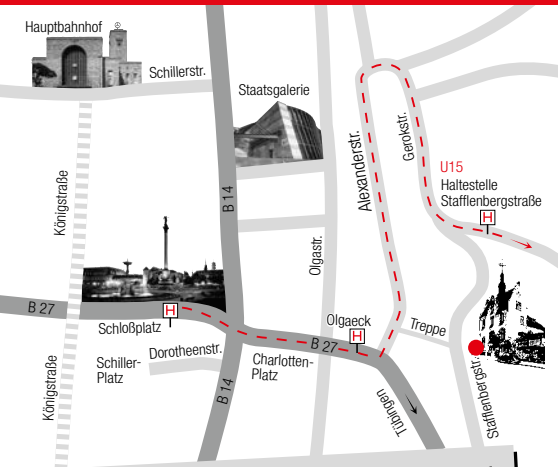 Hauptbahnhof
Schillerstr.
Staatsgalerie
Königstraße
B 14
Alexanderstr.
Gerokstr.
U15
Haltestelle
Stafflenbergstraße
H
Olgastr.
B 27
H
Schloßplatz
Olgaeck
H
Treppe
B 27
Dorotheenstr.
Schiller-
Platz
Charlotten-
Platz
Königstraße
B 14
Tübingen
Stafflenbergstr.